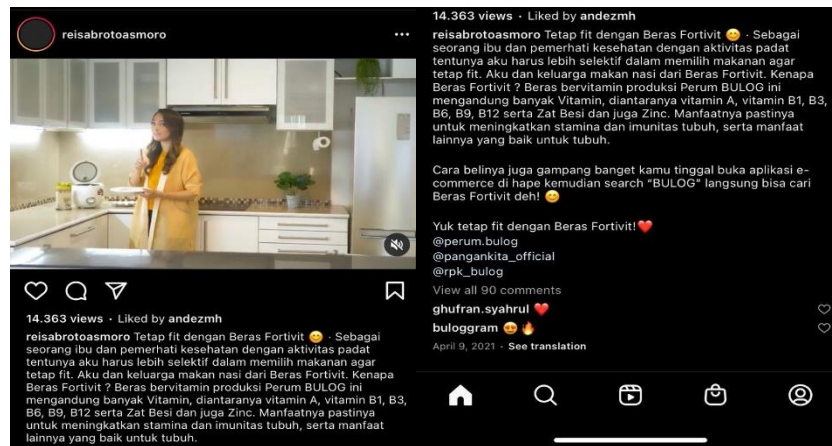 reisabrotoasmoro
14.363 views • Liked by andezmh
reisabrotoasmoro Tetap fit dengan Beras Fortivit 😊 - Sebagai
seorang ibu dan pemerhati kesehatan dengan aktivitas padat
tentunya aku harus lebih selektif dalam memilih makanan agar
tetap fit. Aku dan keluarga makan nasi dari Beras Fortivit. Kenapa
Beras Fortivit ? Beras bervitamin produksi Perum BULOG ini
mengandung banyak Vitamin, diantaranya vitamin A, vitamin B1, B3,
B6, B9, B12 serta Zat Besi dan juga Zinc. Manfaatnya pastinya
untuk meningkatkan stamina dan imunitas tubuh, serta manfaat
lainnya yang baik untuk tubuh.
14.363 views • Liked by andezmh
reisabrotoasmoro Tetap fit dengan Beras Fortivit 😊 - Sebagai
seorang ibu dan pemerhati kesehatan dengan aktivitas padat
tentunya aku harus lebih selektif dalam memilih makanan agar
tetap fit. Aku dan keluarga makan nasi dari Beras Fortivit. Kenapa
Beras Fortivit ? Beras bervitamin produksi Perum BULOG ini
mengandung banyak Vitamin, diantaranya vitamin A, vitamin B1, B3,
B6, B9, B12 serta Zat Besi dan juga Zinc. Manfaatnya pastinya
untuk meningkatkan stamina dan imunitas tubuh, serta manfaat
lainnya yang baik untuk tubuh.
Cara belinya juga gampang banget kamu tinggal buka aplikasi e-
commerce di hape kemudian search “BULOG” langsung bisa cari
Beras Fortivit deh! 😊
Yuk tetap fit dengan Beras Fortivit!❤️
@perum.bulog
@pangankita_official
@rpk_bulog
View all 90 comments
ghufran.syahrul ❤️
buloggram 😍🔥
April 9, 2021 • See translation